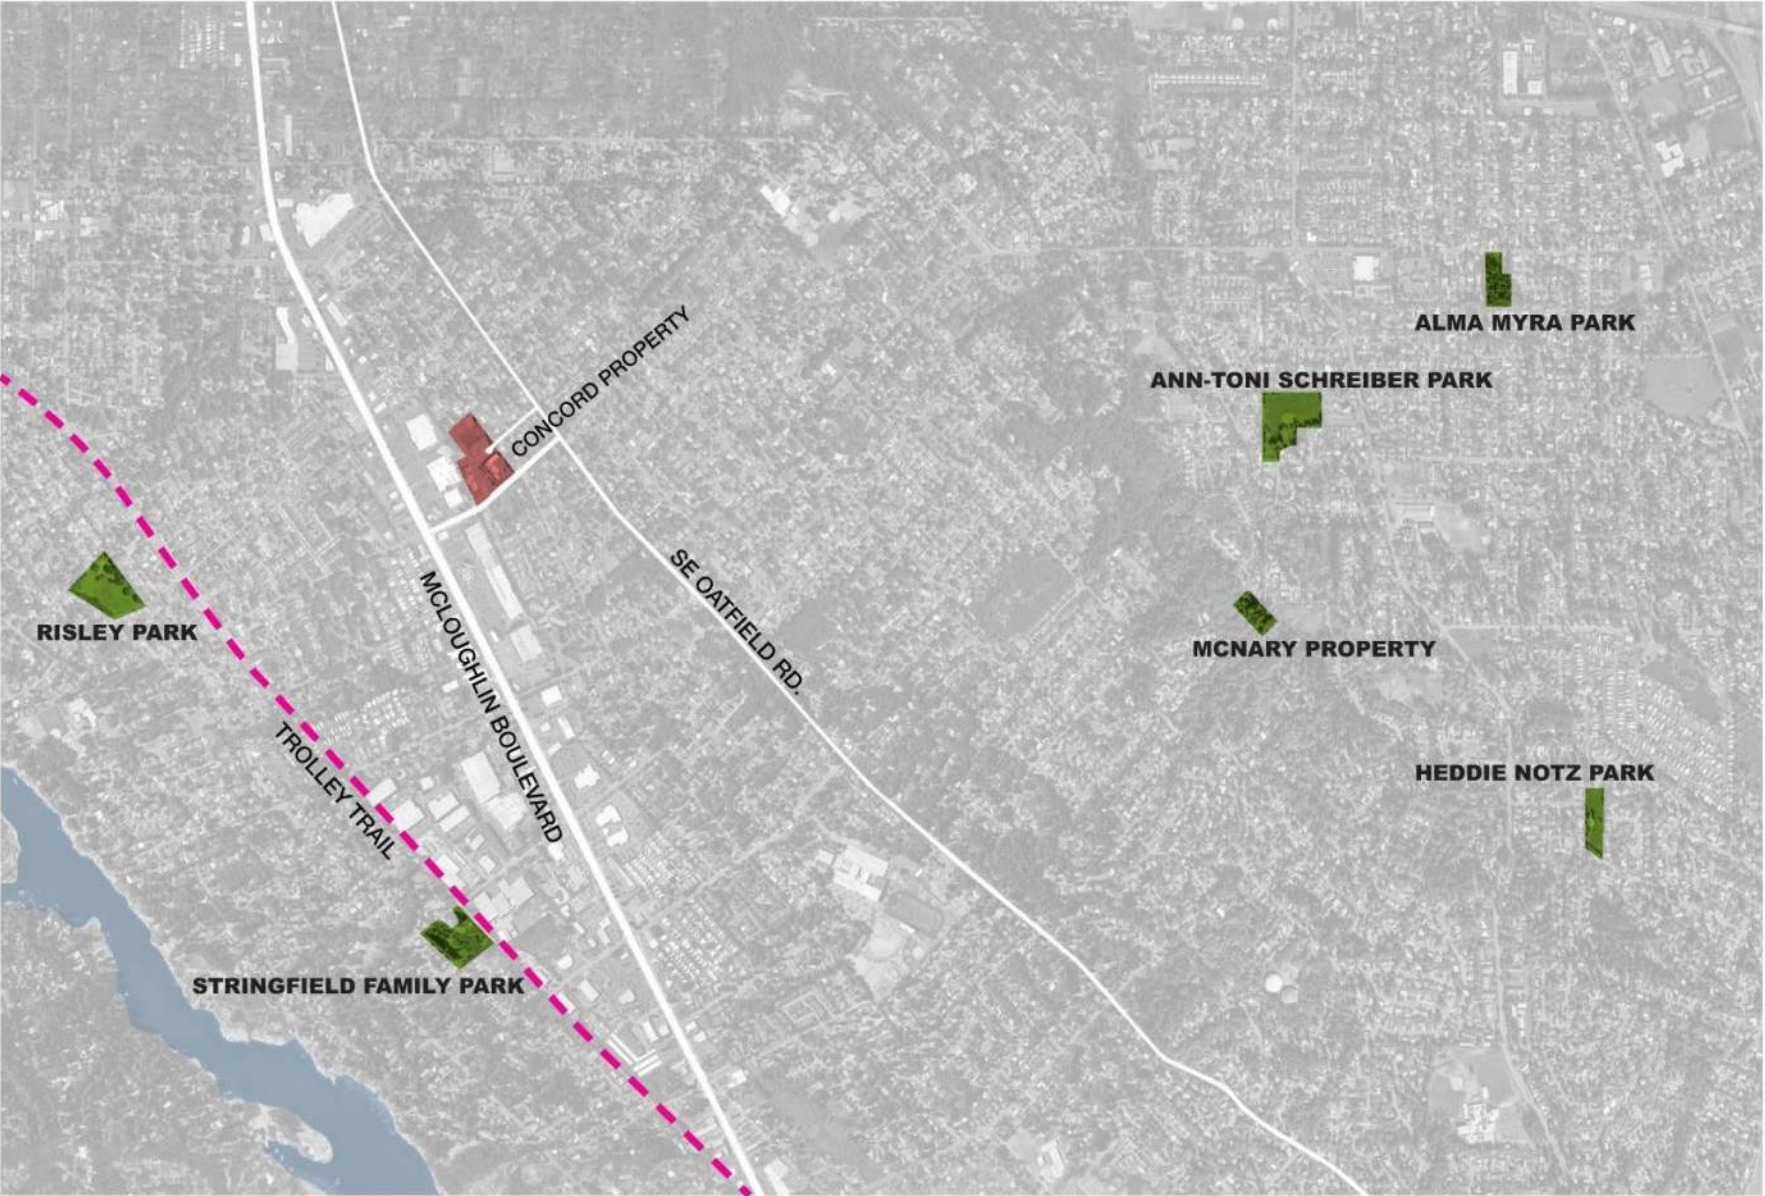 ALMA MYRA PARK
CONCORD PROPERTY
ANN-TONI SCHREIBER PARK
RISLEY PARK
MCLOUGHLIN BOULEVARD
SE OATFIELD RD.
MCNARY PROPERTY
TROLLEY TRAIL
HEDDIE NOTZ PARK
STRINGFIELD FAMILY PARK